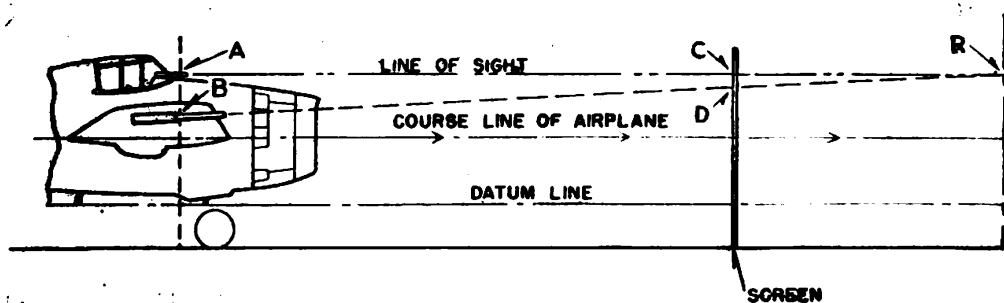 A
B
LINE OF SIGHT
C
R
D
COURSE LINE OF AIRPLANE
DATUM LINE
SCREEN